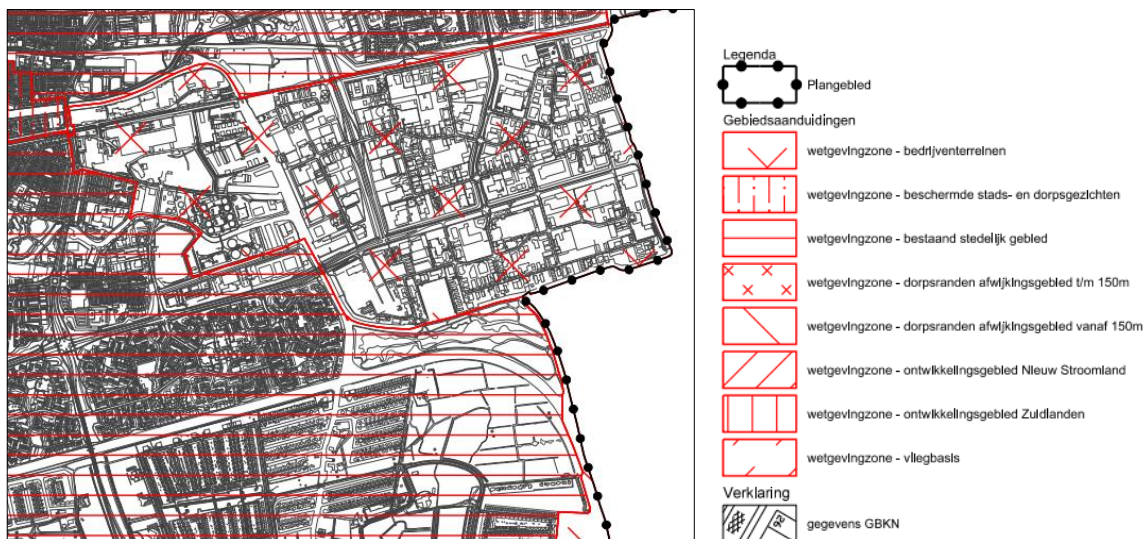 Legenda
Plangebied
Gebiedsaanduidingen
wetgevingzone - bedrijventerreinen
wetgevingzone - beschermde stads- en dorpsgezichten
wetgevingzone - bestaand stedelijk gebied
wetgevingzone - dorpsranden afwijkingsgebied t/m 150m
wetgevingzone - dorpsranden afwijkingsgebied vanaf 150m
wetgevingzone - ontwikkelingsgebied Nieuw Stroomland
wetgevingzone - ontwikkelingsgebied Zuidlanden
wetgevingzone - vliegbasis
Verklaring
26
gegevens GBKN